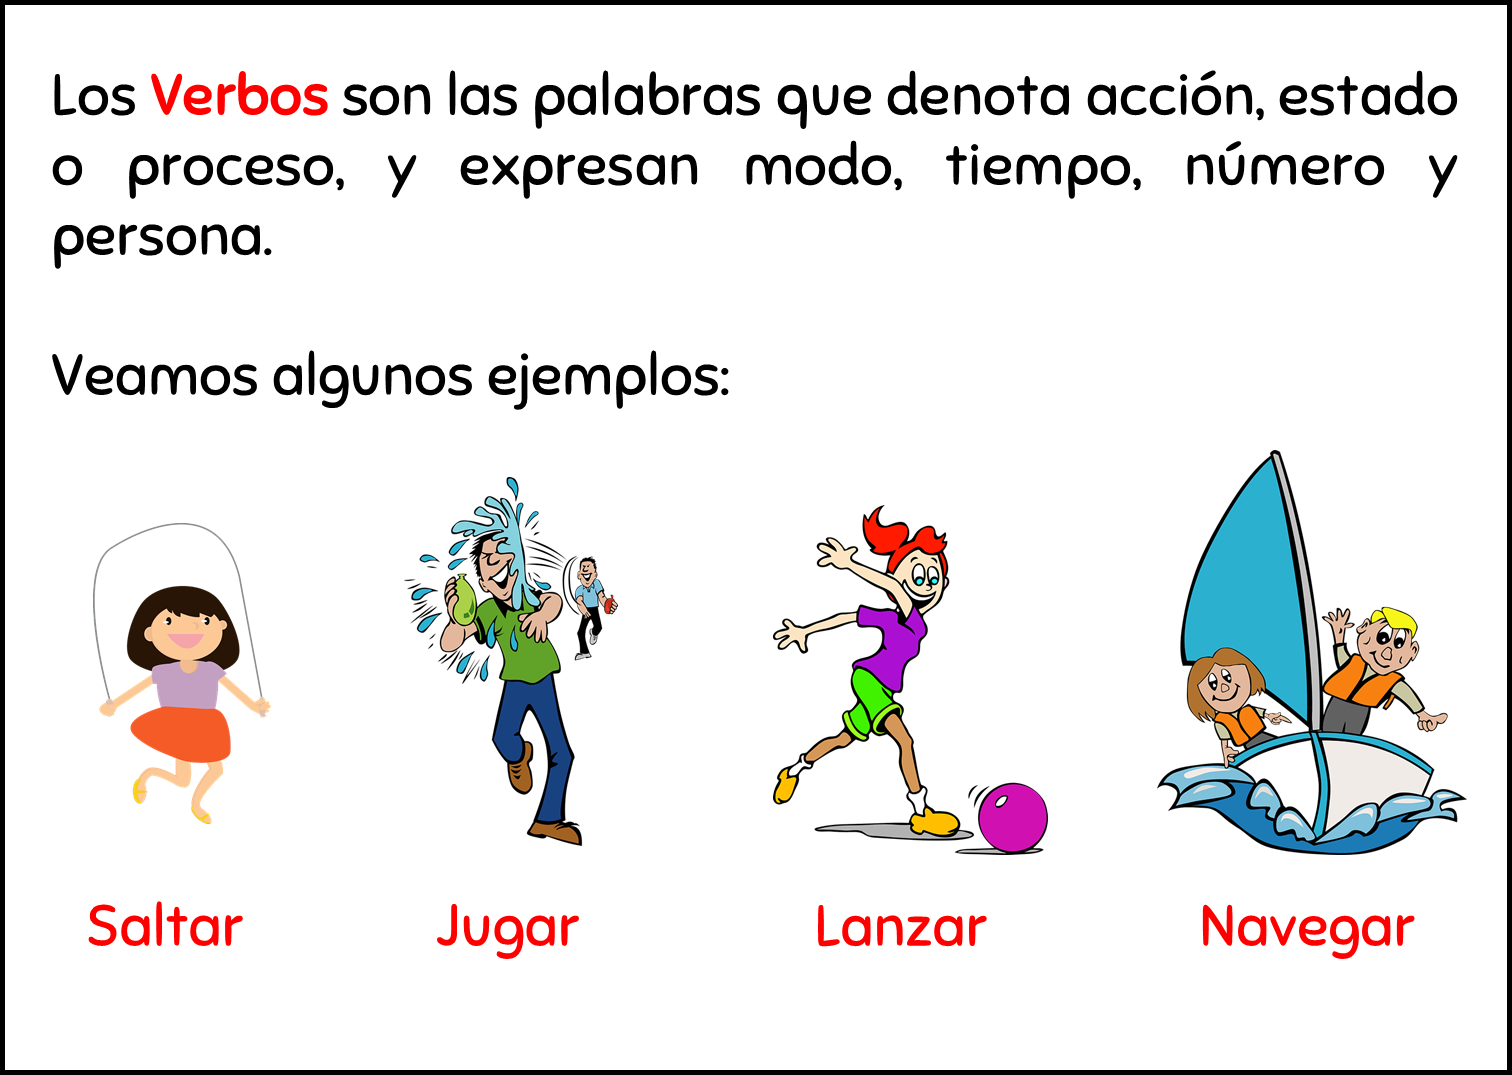 Los Verbos son las palabras que denota acción, estado
o proceso, y expresan modo, tiempo, número y
persona.
Veamos algunos ejemplos:
Saltar Jugar Lanzar Navegar